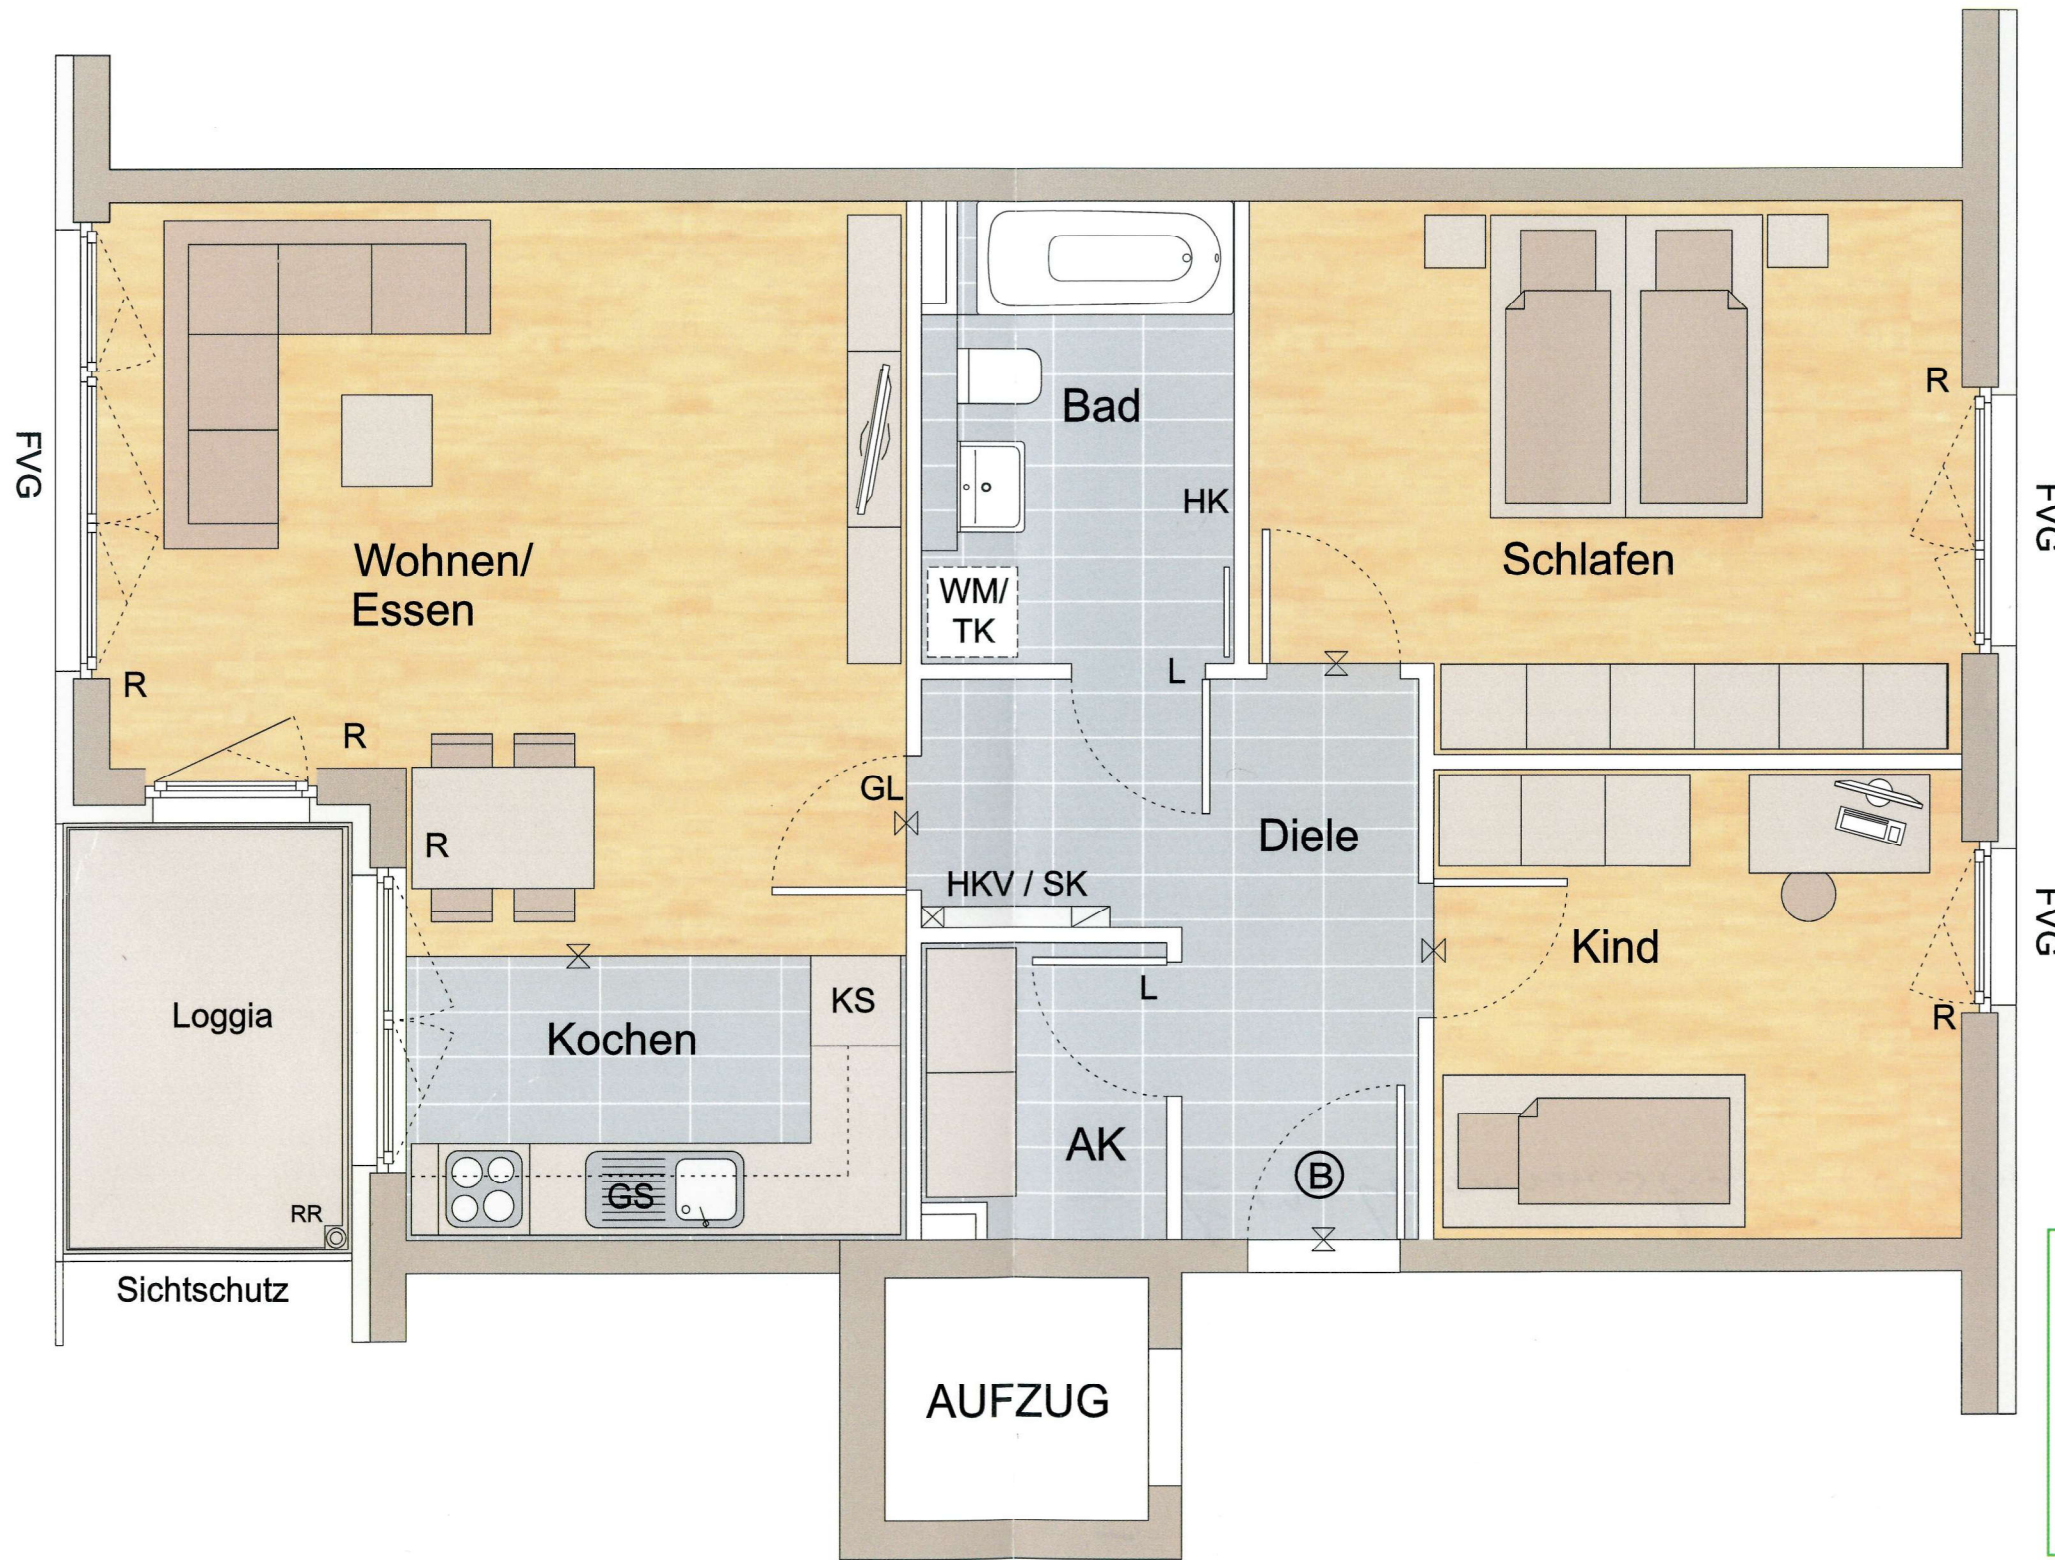 FVG
Wohnen/
Essen
R
R
R
GL
Bad
HK
WM/
TK
L
Schlafen
R
FVG
Diele
HKV / SK
L
Kind
R
FVG
Loggia
RR
Sichtschutz
Kochen
KS
GS
AK
B
AUFZUG